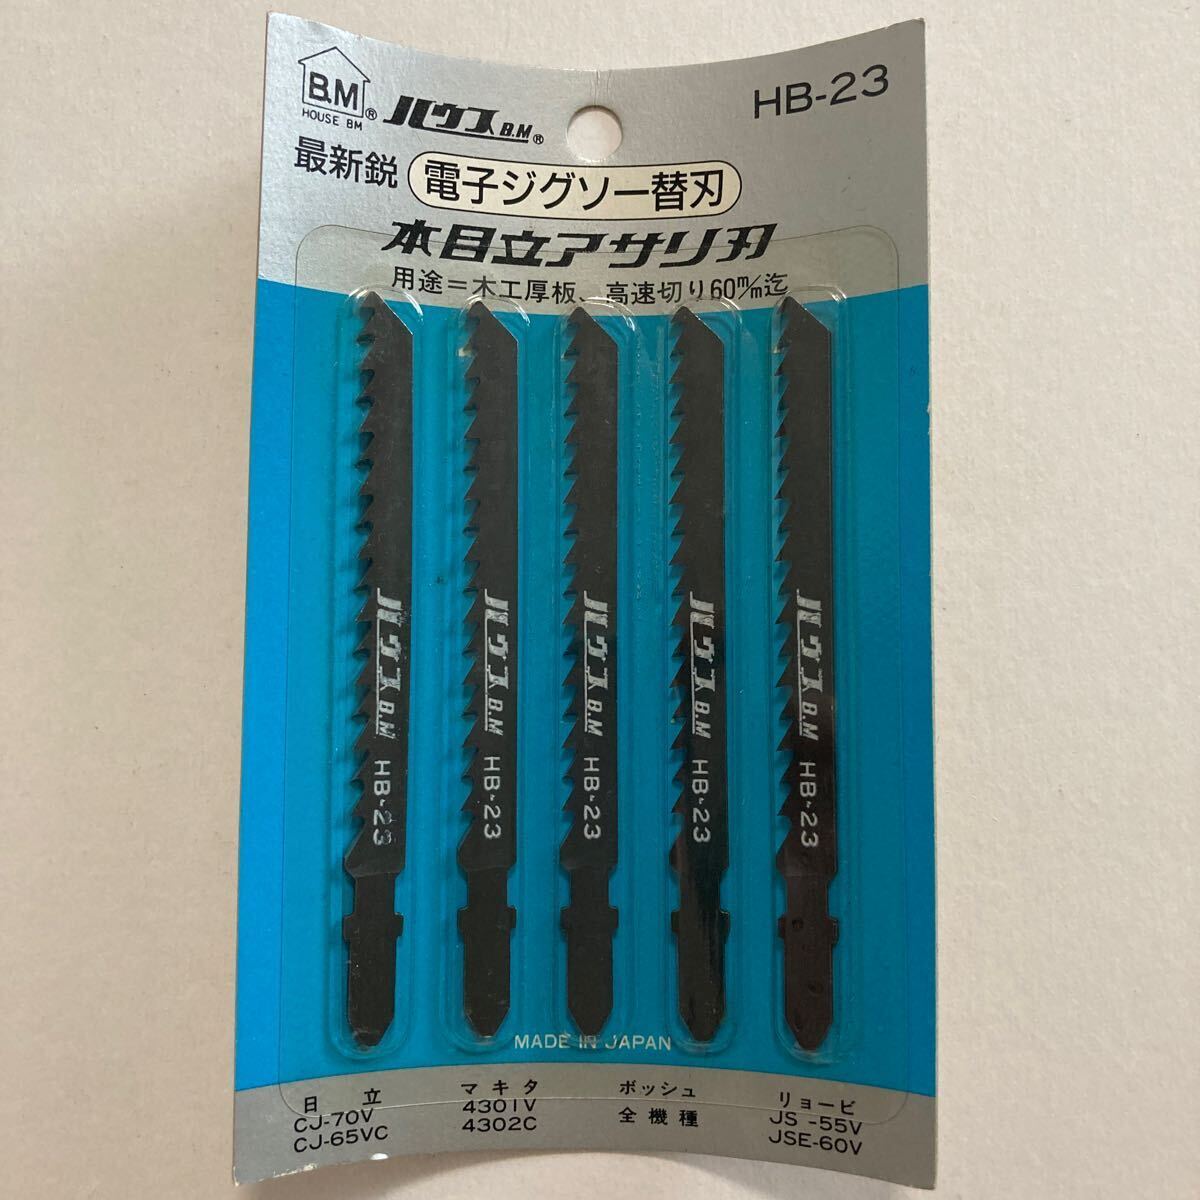 B.M®
HOUSE BM
ハウスB.M®
HB-23
最新鋭 電子ジグソー替刃
本目立アサリ刃
用途=木工厚板、高速切り60m/m迄
ハウスB.M HB-23
ハウスB.M HB-23
ハウスB.M HB-23
ハウスB.M HB-23
ハウスB.M HB-23
MADE IN JAPAN
日立
CJ-70V
CJ-65VC
マキタ
4301V
4302C
ボッシュ
全機種
リョービ
JS-55V
JSE-60V